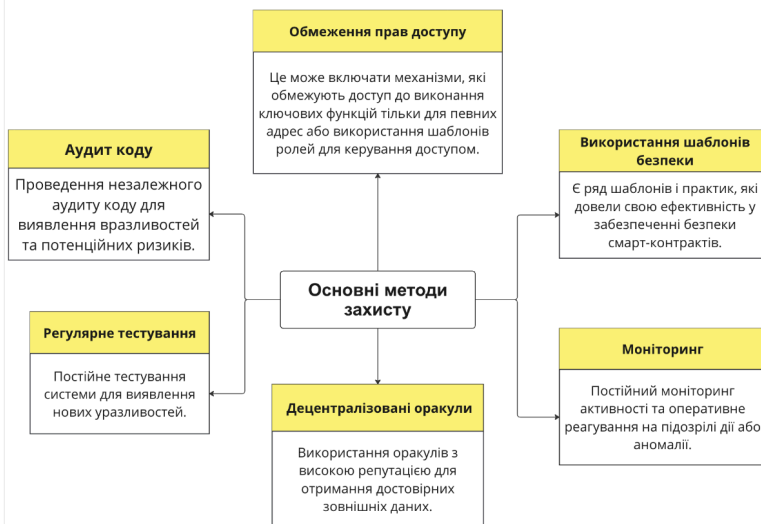 Обмеження прав доступу
Це може включати механізми, які
обмежують доступ до виконання
ключових функцій тільки для певних
адрес або використання шаблонів
ролей для керування доступом.
Аудит коду
Проведення незалежного
аудиту коду для
виявлення вразливостей
та потенційних ризиків.
Використання шаблонів
безпеки
Є ряд шаблонів і практик, які
довели свою ефективність у
забезпеченні безпеки
смарт-контрактів.
Основні методи
захисту
Регулярне тестування
Постійне тестування
системи для виявлення
нових уразливостей.
Децентралізовані оракули
Використання оракулів з
високою репутацією для
отримання достовірних
зовнішніх даних.
Моніторинг
Постійний моніторинг
активності та оперативне
реагування на підозрілі дії або
аномалії.